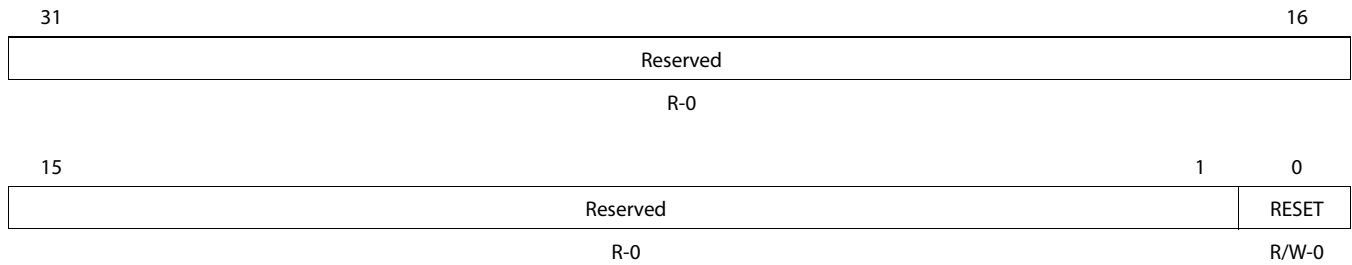 31 16
Reserved
R-0
15 1 0
Reserved RESET
R-0 R/W-0